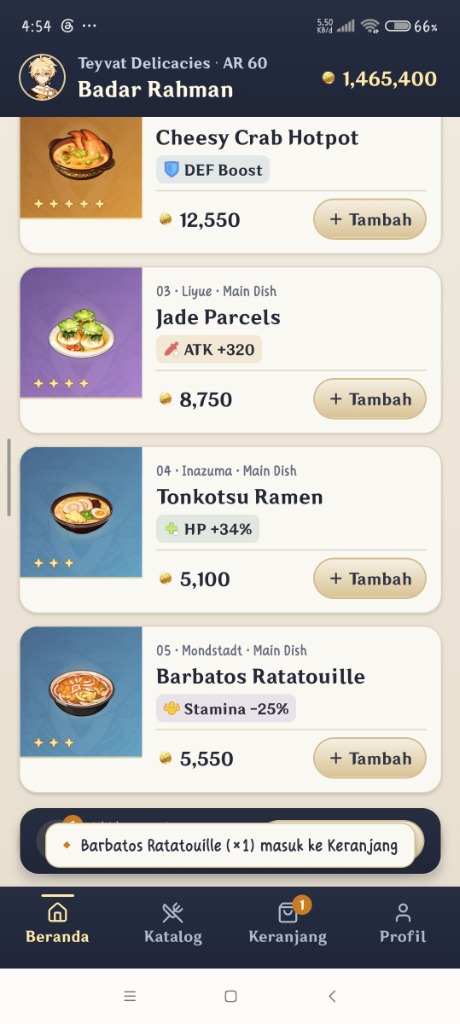 4:54
5.50
KB/d
66%
Teyvat Delicacies · AR 60
Badar Rahman
1,465,400
Cheesy Crab Hotpot
DEF Boost
12,550
+ Tambah
03 · Liyue · Main Dish
Jade Parcels
ATK +320
8,750
+ Tambah
04 · Inazuma · Main Dish
Tonkotsu Ramen
HP +34%
5,100
+ Tambah
05 · Mondstadt · Main Dish
Barbatos Ratatouille
Stamina -25%
5,550
+ Tambah
Barbatos Ratatouille (×1) masuk ke Keranjang
1
Beranda
Katalog
Keranjang
Profil